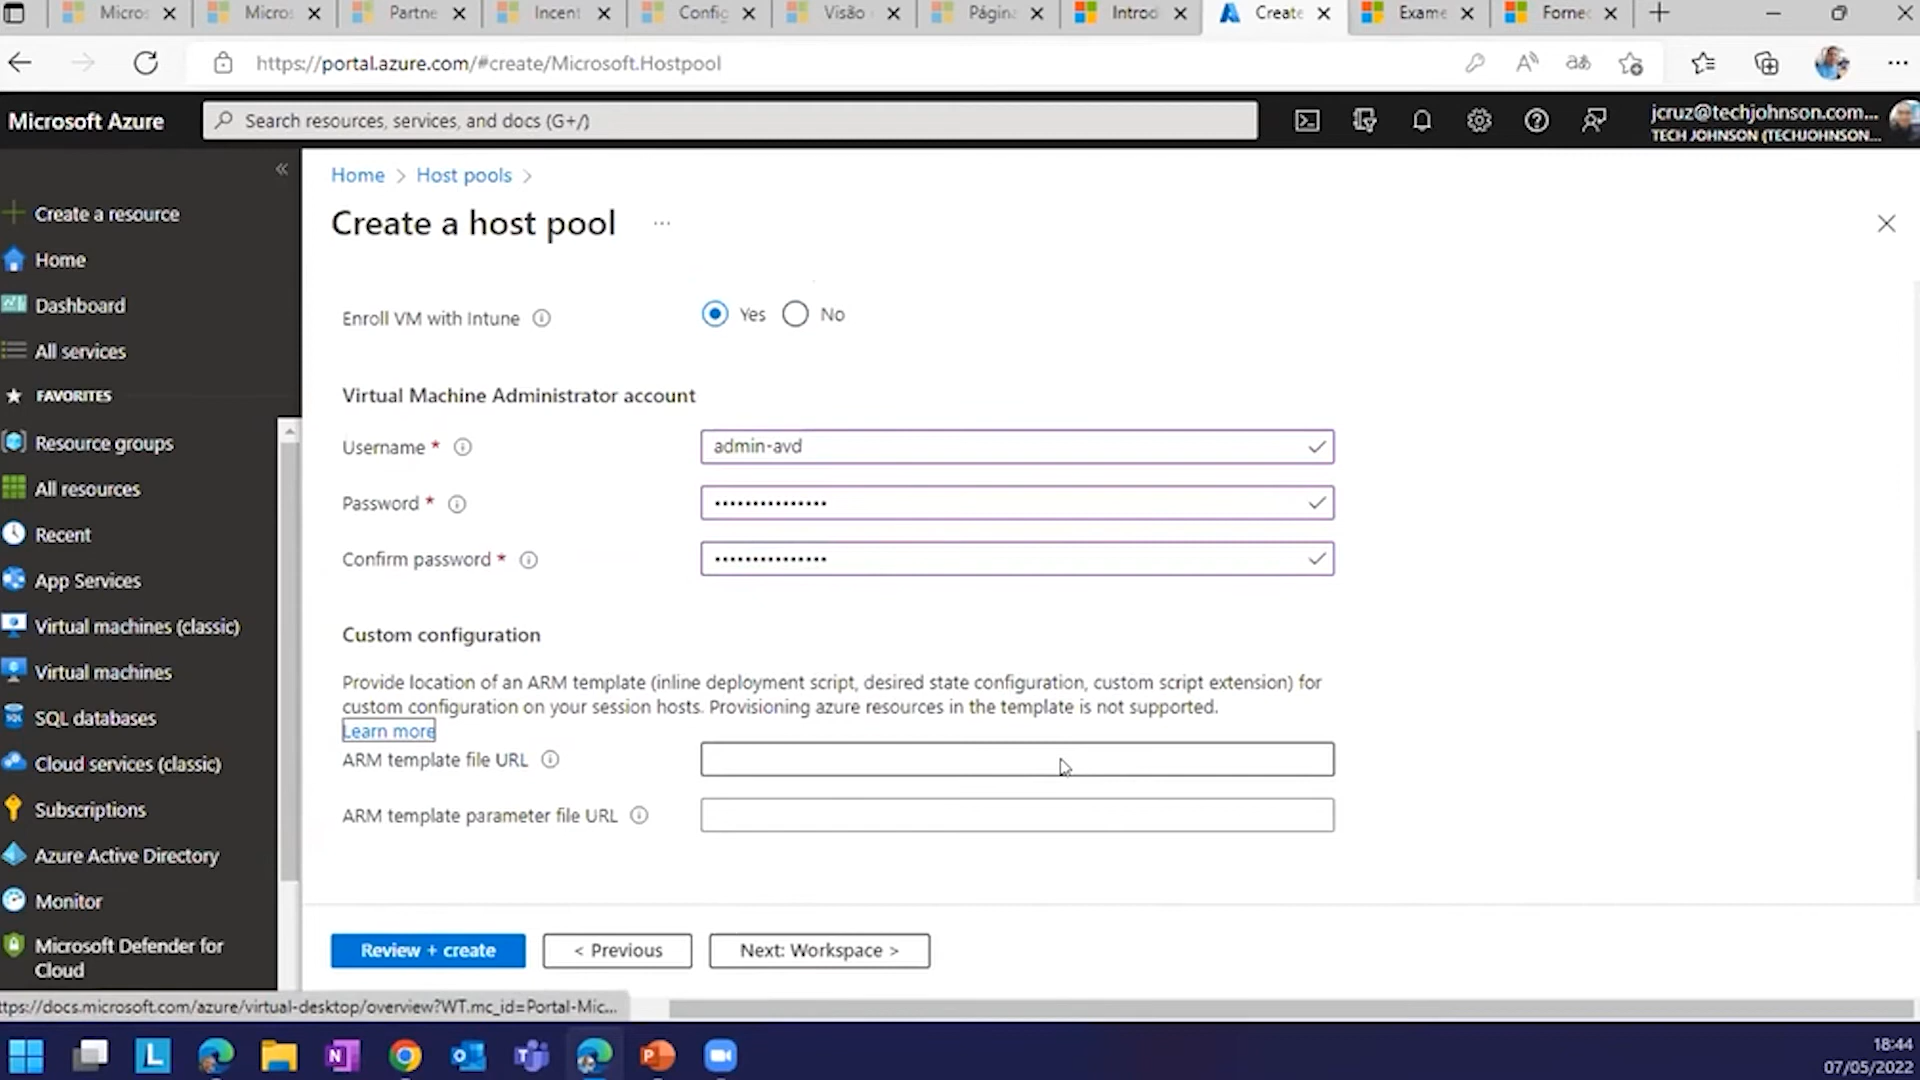 Micros
Micros
Partne
Incent
Config
Visão
Página
Introd
Create
Exame
Fornec
https://portal.azure.com/#create/Microsoft.Hostpool
Microsoft Azure
Search resources, services, and docs (G+/)
jcruz@techjohnson.com...
TECH JOHNSON (TECHJOHNSON...
Create a resource
Home
Dashboard
All services
FAVORITES
Resource groups
All resources
Recent
App Services
Virtual machines (classic)
Virtual machines
SQL databases
Cloud services (classic)
Subscriptions
Azure Active Directory
Monitor
Microsoft Defender for
Cloud
Home > Host pools >
Create a host pool ...
Enroll VM with Intune
Yes
No
Virtual Machine Administrator account
Username *
admin-avd
Password *
Confirm password *
Custom configuration
Provide location of an ARM template (inline deployment script, desired state configuration, custom script extension) for
custom configuration on your session hosts. Provisioning azure resources in the template is not supported.
Learn more
ARM template file URL
ARM template parameter file URL
Review + create
< Previous
Next: Workspace >
ttps://docs.microsoft.com/azure/virtual-desktop/overview?WT.mc_id=Portal-Mic...
18:44
07/05/2022